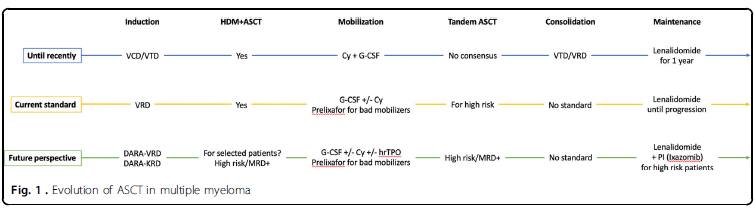 Induction HDM+ASCT Mobilization Tandem ASCT Consolidation Maintenance
Until recently VCD/VTD Yes Cy + G-CSF No consensus VTD/VRD Lenalidomide
for 1 year
Current standard VRD Yes G-CSF +/- Cy
Prelixafor for bad mobilizers For high risk No standard Lenalidomide
until progression
Future perspective DARA-VRD
DARA-KRD For selected patients?
High risk/MRD+ G-CSF +/- Cy +/- hrTPO
Prelixafor for bad mobilizers High risk/MRD+ No standard Lenalidomide
+ PI (Ixazomib)
for high risk patients
Fig. 1 . Evolution of ASCT in multiple myeloma